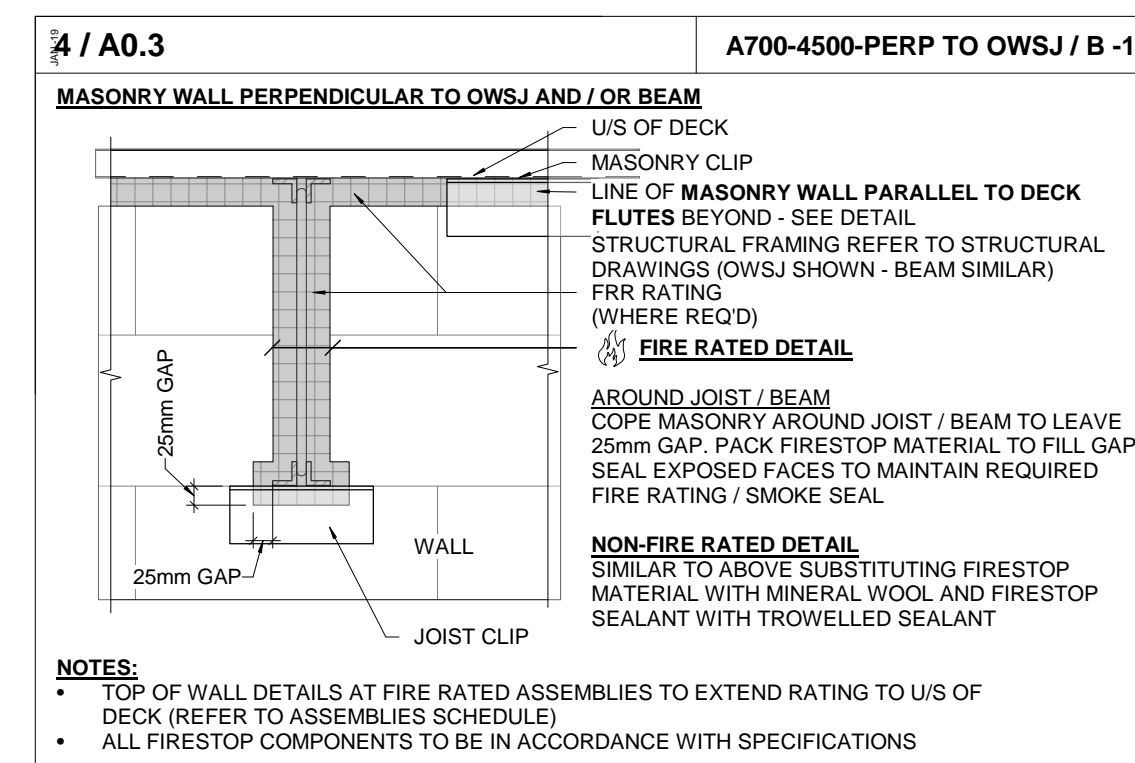 JAN.-19
4 / A0.3
A700-4500-PERP TO OWSJ / B -1
MASONRY WALL PERPENDICULAR TO OWSJ AND / OR BEAM
U/S OF DECK
MASONRY CLIP
LINE OF MASONRY WALL PARALLEL TO DECK
FLUTES BEYOND - SEE DETAIL
STRUCTURAL FRAMING REFER TO STRUCTURAL
DRAWINGS (OWSJ SHOWN - BEAM SIMILAR)
FRR RATING
(WHERE REQ'D)
FIRE RATED DETAIL
AROUND JOIST / BEAM
COPE MASONRY AROUND JOIST / BEAM TO LEAVE
25mm GAP. PACK FIRESTOP MATERIAL TO FILL GAP
SEAL EXPOSED FACES TO MAINTAIN REQUIRED
FIRE RATING / SMOKE SEAL
NON-FIRE RATED DETAIL
SIMILAR TO ABOVE SUBSTITUTING FIRESTOP
MATERIAL WITH MINERAL WOOL AND FIRESTOP
SEALANT WITH TROWELLED SEALANT
25mm GAP
25mm GAP
WALL
JOIST CLIP
NOTES:
• TOP OF WALL DETAILS AT FIRE RATED ASSEMBLIES TO EXTEND RATING TO U/S OF
DECK (REFER TO ASSEMBLIES SCHEDULE)
• ALL FIRESTOP COMPONENTS TO BE IN ACCORDANCE WITH SPECIFICATIONS